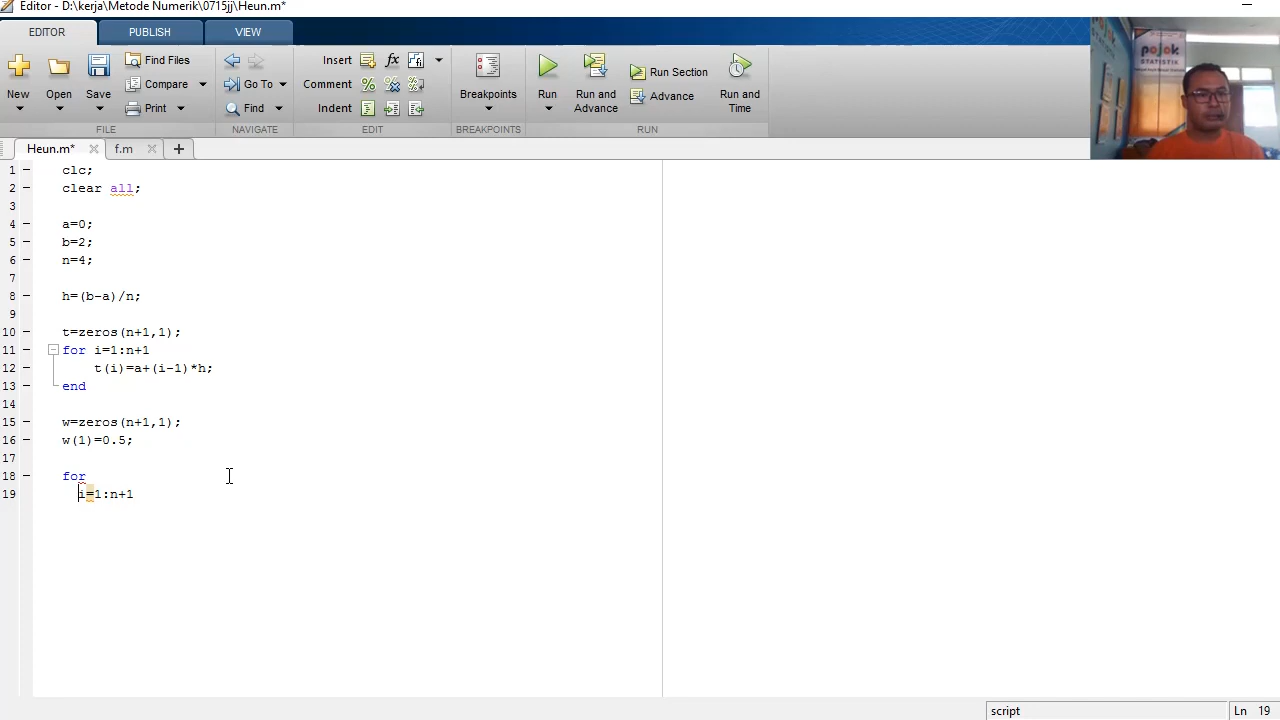 Editor - D:\kerja\Metode Numerik\0715jj\Heun.m*
EDITOR PUBLISH VIEW
New Open Save Find Files Compare Print
Go To Find
Insert fx
Comment
Indent
Breakpoints
Run Run and Advance Run Section Advance Run and Time
FILE NAVIGATE EDIT BREAKPOINTS RUN
pojok
STATISTIK
Heun.m* f.m
1 clc;
2 clear all;
3
4 a=0;
5 b=2;
6 n=4;
7
8 h=(b-a)/n;
9
10 t=zeros(n+1,1);
11 for i=1:n+1
12 t(i)=a+(i-1)*h;
13 end
14
15 w=zeros(n+1,1);
16 w(1)=0.5;
17
18 for
19 i=1:n+1
script Ln 19